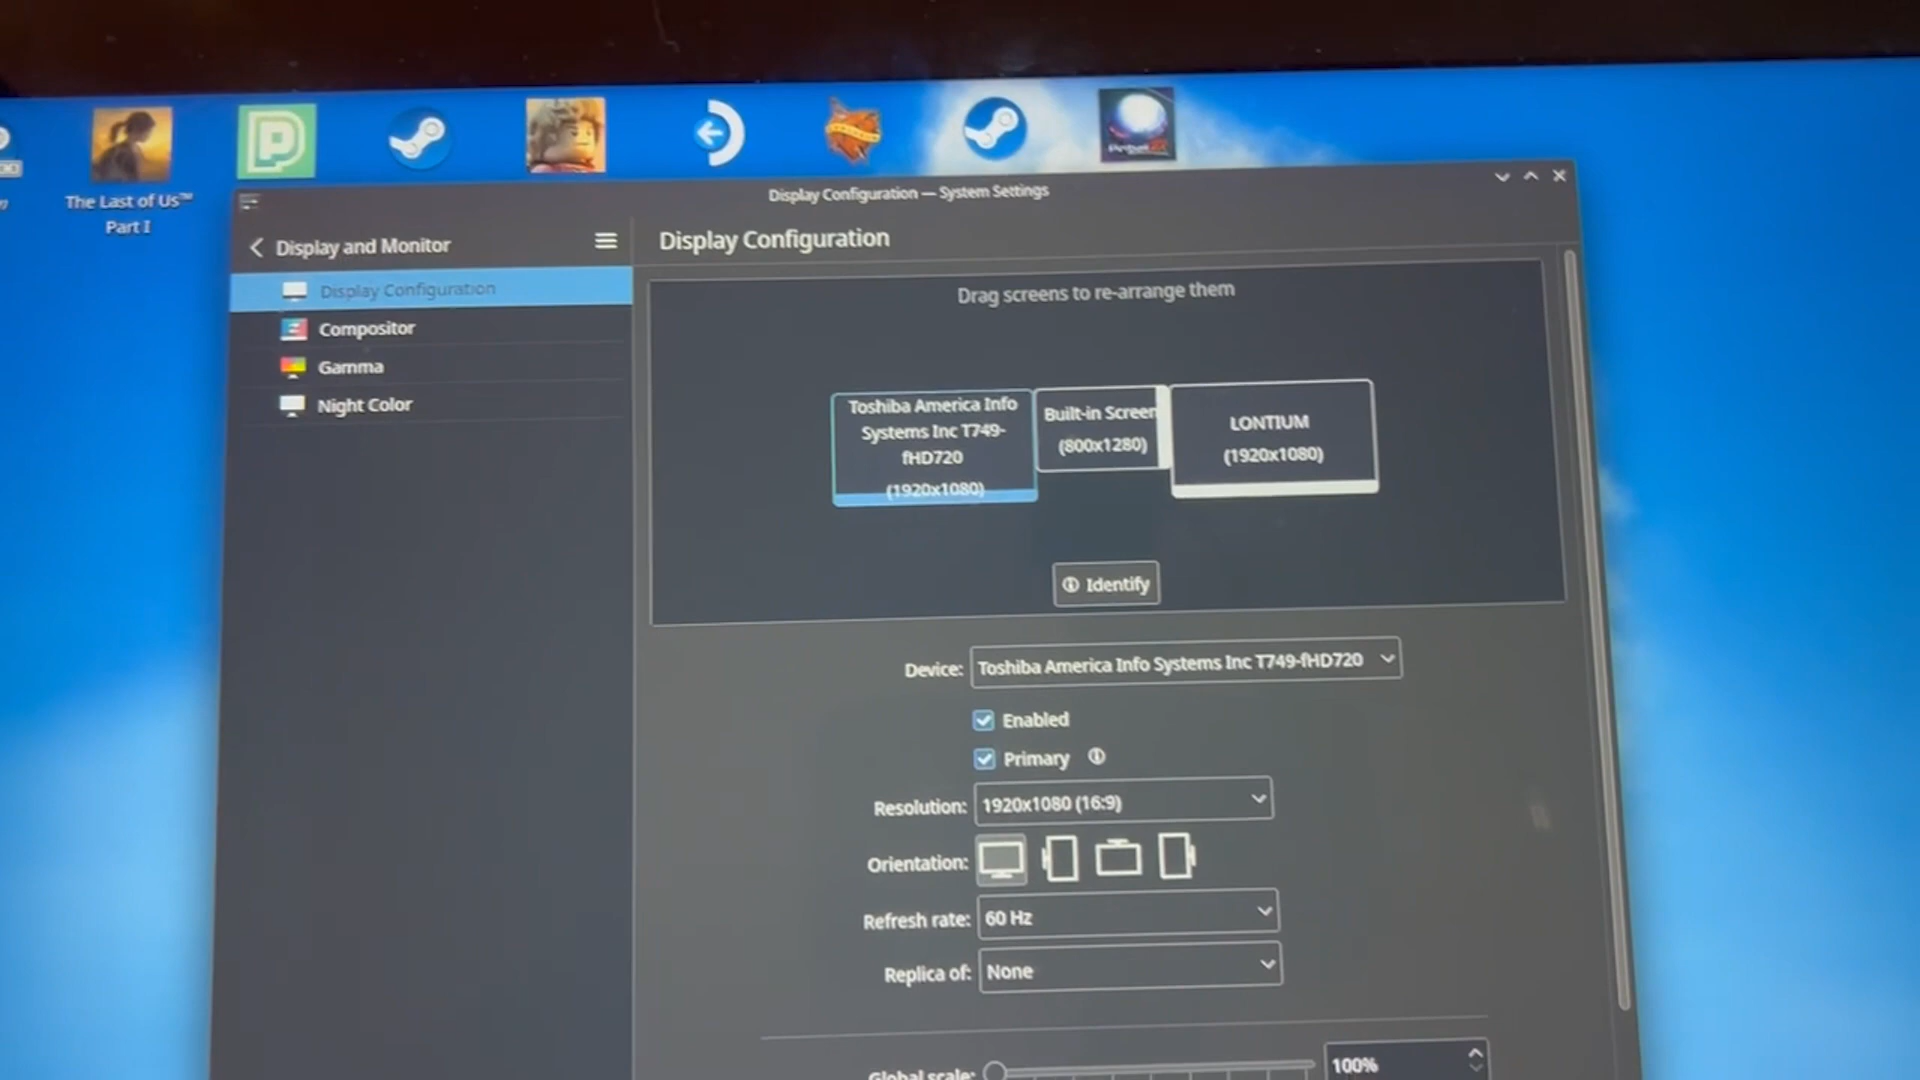 The Last of Us™
Part I
Display Configuration — System Settings
Display and Monitor
Display Configuration
Display Configuration
Compositor
Gamma
Night Color
Drag screens to re-arrange them
Toshiba America Info
Systems Inc T749-
fHD720
(1920x1080)
Built-in Screen
(800x1280)
LONTIUM
(1920x1080)
Identify
Device: Toshiba America Info Systems Inc T749-fHD720
Enabled
Primary
Resolution: 1920x1080 (16:9)
Orientation:
Refresh rate: 60 Hz
Replica of: None
Global scale: 100%